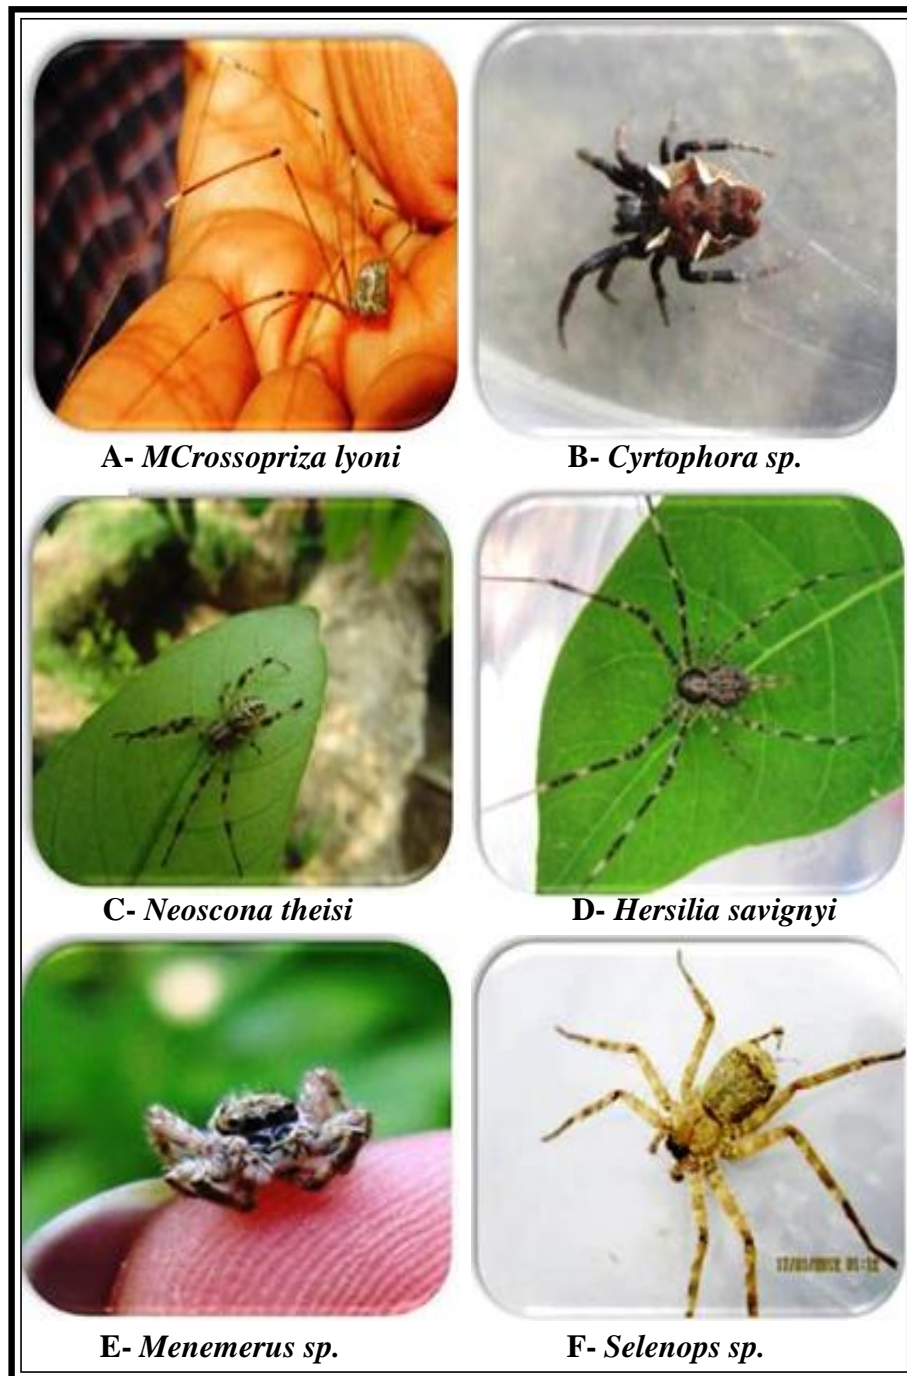 A- MCrossopriza lyoni
B- Cyrtophora sp.
C- Neoscona theisi
D- Hersilia savignyi
E- Menemerus sp.
F- Selenops sp.